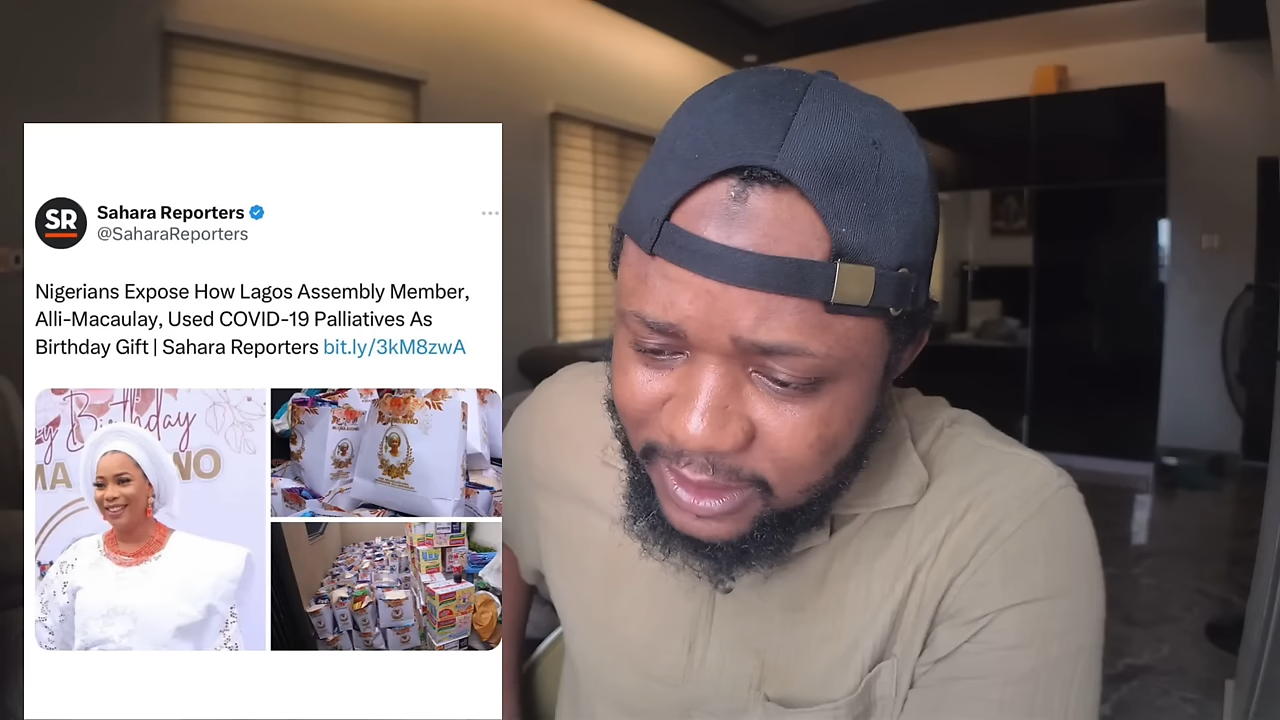 SR
Sahara Reporters
@SaharaReporters
Nigerians Expose How Lagos Assembly Member,
Alli-Macaulay, Used COVID-19 Palliatives As
Birthday Gift | Sahara Reporters bit.ly/3kM8zwA
Birthday